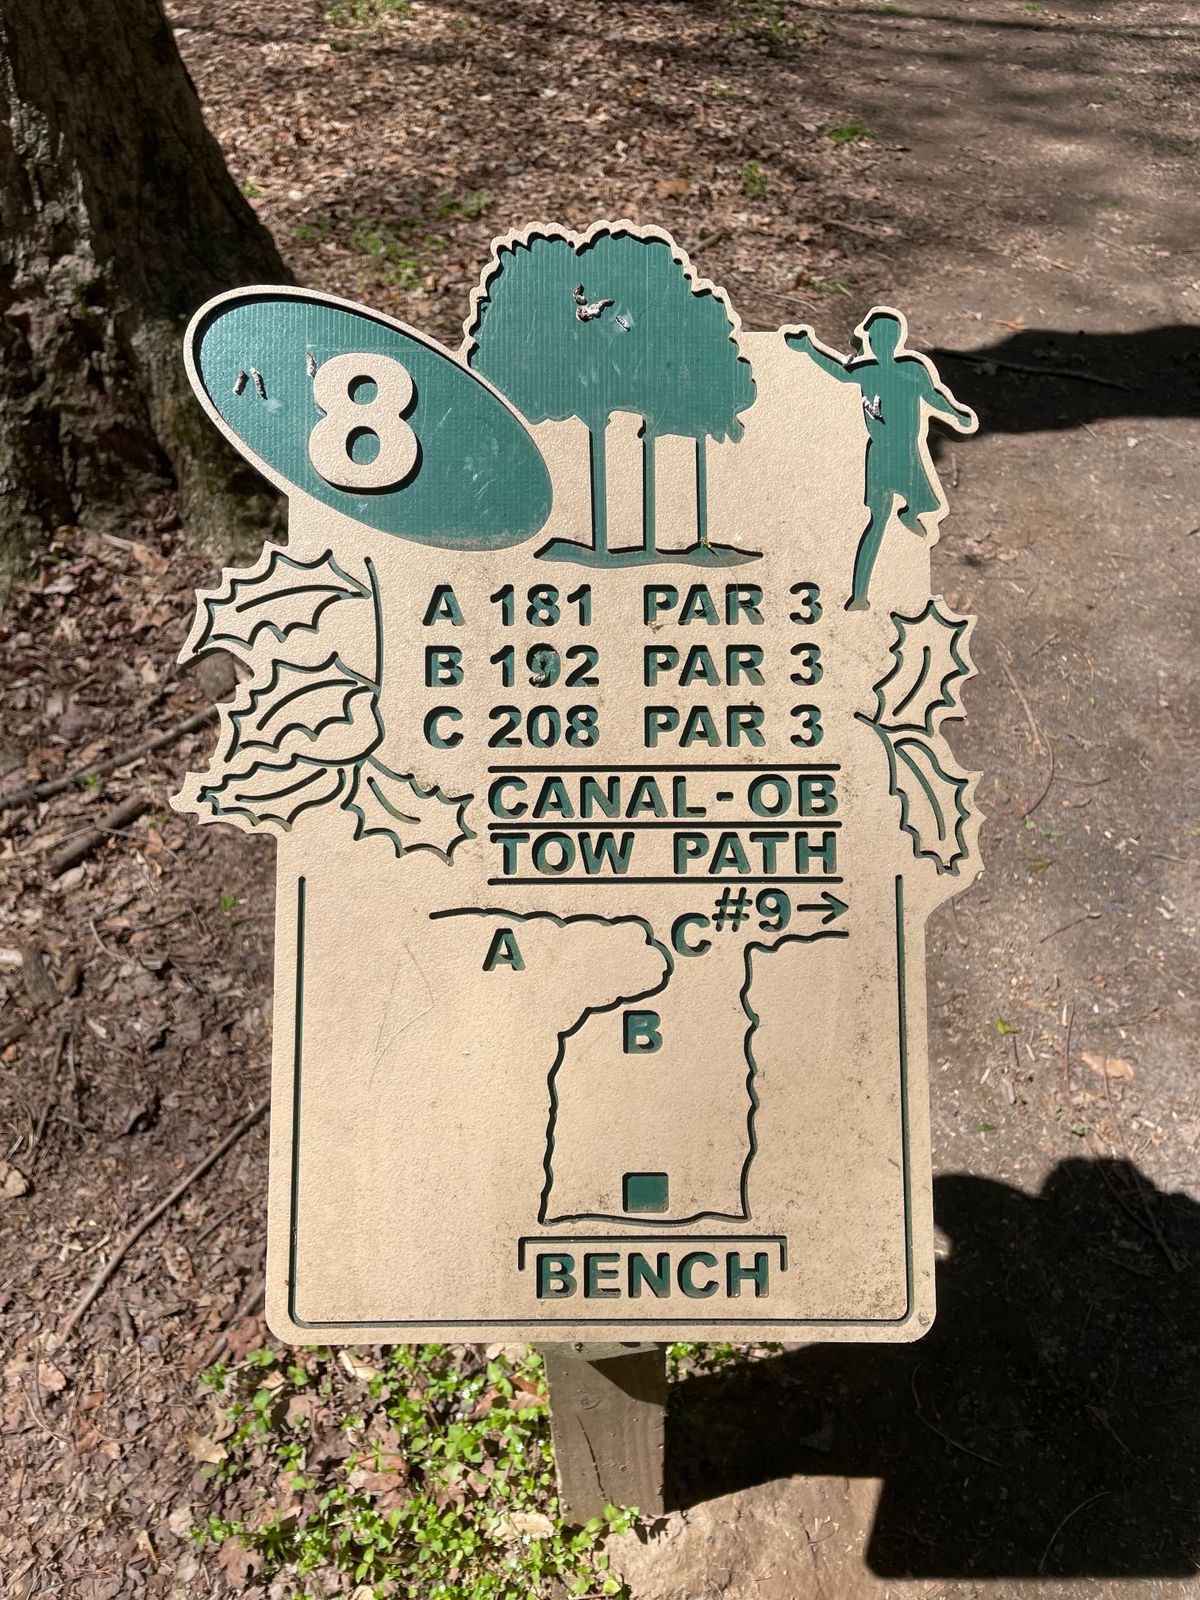 8
A 181 PAR 3
B 192 PAR 3
C 208 PAR 3
CANAL-OB
TOW PATH
#9→
C
A
B
BENCH